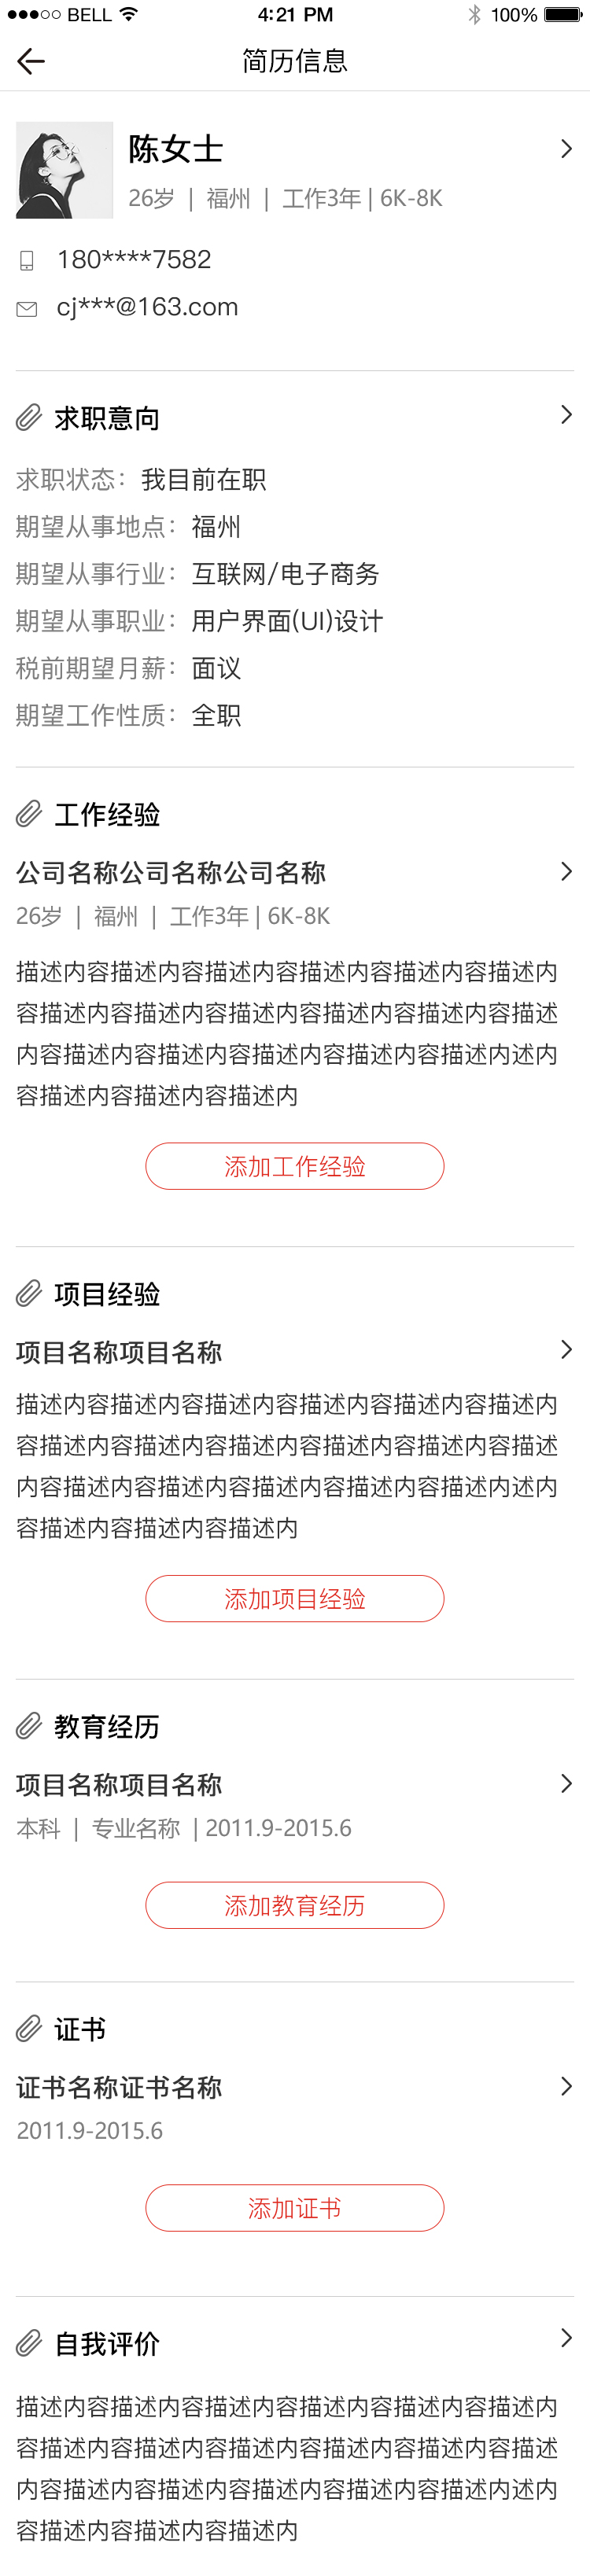 BELL 4:21 PM 100%
简历信息
陈女士
26岁 | 福州 | 工作3年 | 6K-8K
180****7582
cj***@163.com
求职意向
求职状态：我目前在职
期望从事地点：福州
期望从事行业：互联网/电子商务
期望从事职业：用户界面(UI)设计
税前期望月薪：面议
期望工作性质：全职
工作经验
公司名称公司名称公司名称
26岁 | 福州 | 工作3年 | 6K-8K
描述内容描述内容描述内容描述内容描述内容描述内
容描述内容描述内容描述内容描述内容描述内容描述
内容描述内容描述内容描述内容描述内容描述内述内
容描述内容描述内容描述内
添加工作经验
项目经验
项目名称项目名称
描述内容描述内容描述内容描述内容描述内容描述内
容描述内容描述内容描述内容描述内容描述内容描述
内容描述内容描述内容描述内容描述内容描述内述内
容描述内容描述内容描述内
添加项目经验
教育经历
项目名称项目名称
本科 | 专业名称 | 2011.9-2015.6
添加教育经历
证书
证书名称证书名称
2011.9-2015.6
添加证书
自我评价
描述内容描述内容描述内容描述内容描述内容描述内
容描述内容描述内容描述内容描述内容描述内容描述
内容描述内容描述内容描述内容描述内容描述内述内
容描述内容描述内容描述内